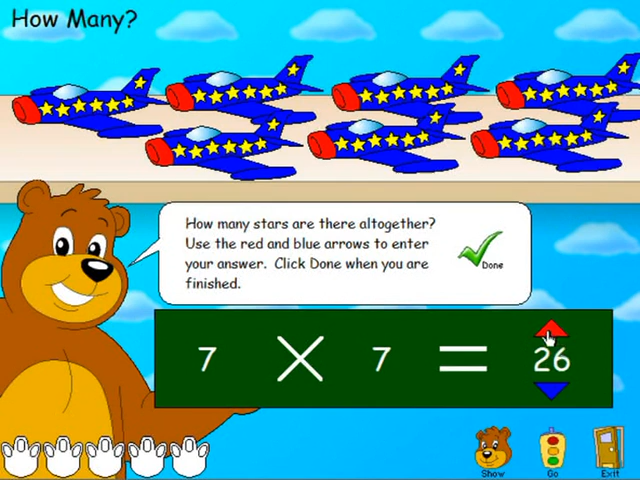 How Many?
How many stars are there altogether?
Use the red and blue arrows to enter
your answer. Click Done when you are
finished.
Done
7 × 7 = 26
Show
Go
Exit